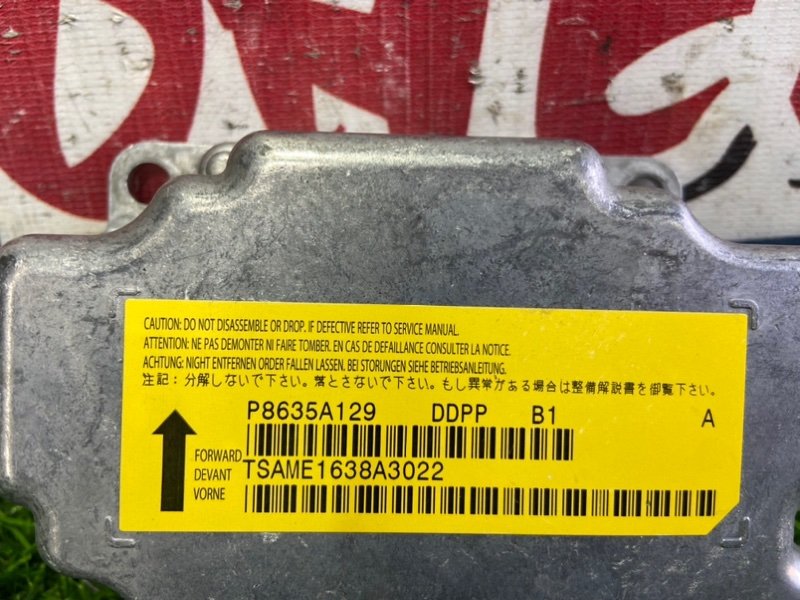 CAUTION: DO NOT DISASSEMBLE OR DROP. IF DEFECTIVE REFER TO SERVICE MANUAL.
ATTENTION: NE PAS DEMONTER NI FAIRE TOMBER. EN CAS DE DEFAILLANCE CONSULTER LA NOTICE.
ACHTUNG: NIGHT ENTFERNEN ORDER FALLEN LASSEN. BEI STORUNGEN SIEHE BETRIEBSANLEITUNG.
注記：分解しないで下さい。落とさないで下さい。もし異常がある場合は整備解説書を御覧下さい。
P8635A129 DDPP B1 A
FORWARD
TSAME1638A3022
DEVANT
VORNE